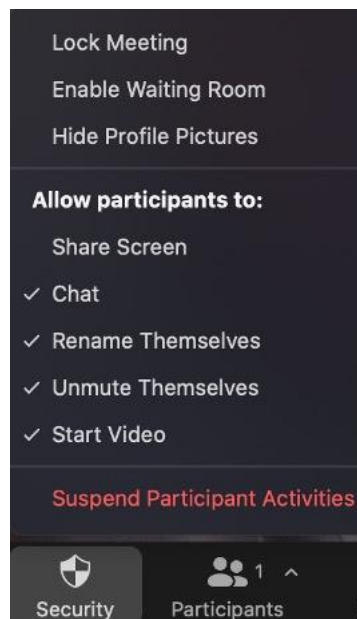 Lock Meeting
Enable Waiting Room
Hide Profile Pictures
Allow participants to:
Share Screen
Chat
Rename Themselves
Unmute Themselves
Start Video
Suspend Participant Activities
1
Security
Participants